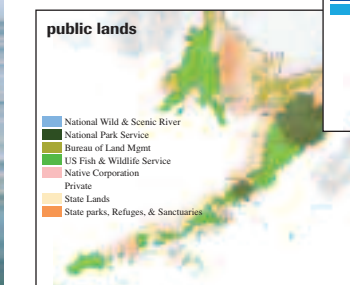 public lands
National Wild & Scenic River
National Park Service
Bureau of Land Mgmt
US Fish & Wildlife Service
Native Corporation
Private
State Lands
State parks, Refuges, & Sanctuaries